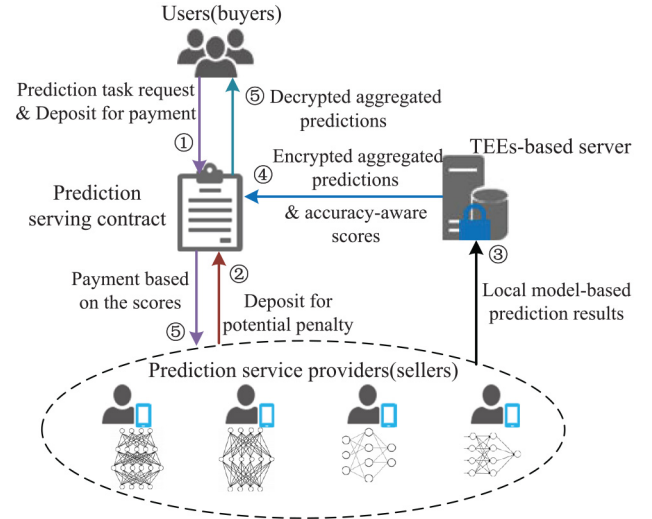 Users(buyers)
Prediction task request
& Deposit for payment
①
⑤ Decrypted aggregated
predictions
TEEs-based server
④
Encrypted aggregated
predictions
& accuracy-aware
scores
Prediction
serving contract
③
Payment based
on the scores
⑤
②
Deposit for
potential penalty
Local model-based
prediction results
Prediction service providers(sellers)